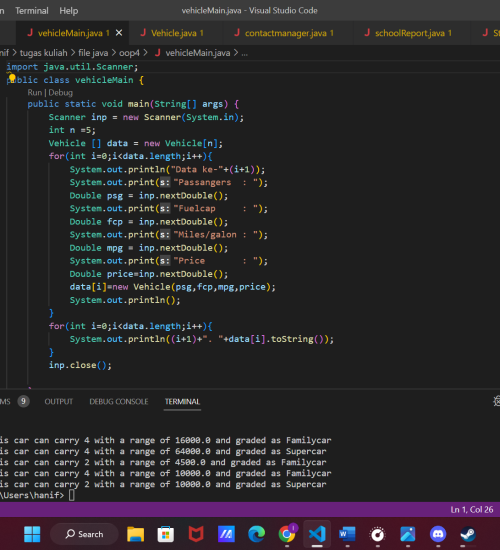 n Terminal Help vehicleMain.java - Visual Studio Code
vehicleMain.java 1 Vehicle.java 1 contactmanager.java 1 schoolReport.java 1 St
nif > tugas kuliah > file java > oop4 > vehicleMain.java > ...
import java.util.Scanner;
public class vehicleMain {
Run | Debug
public static void main(String[] args) {
Scanner inp = new Scanner(System.in);
int n =5;
Vehicle [] data = new Vehicle[n];
for(int i=0;i<data.length;i++){
System.out.println("Data ke-"+(i+1));
System.out.print(s: "Passangers : ");
Double psg = inp.nextDouble();
System.out.print(s: "Fuelcap : ");
Double fcp = inp.nextDouble();
System.out.print(s: "Miles/galon : ");
Double mpg = inp.nextDouble();
System.out.print(s: "Price : ");
Double price=inp.nextDouble();
data[i]=new Vehicle(psg,fcp,mpg,price);
System.out.println();
}
for(int i=0;i<data.length;i++){
System.out.println((i+1)+". "+data[i].toString());
}
inp.close();
MS 9 OUTPUT DEBUG CONSOLE TERMINAL
is car can carry 4 with a range of 16000.0 and graded as Familycar
is car can carry 4 with a range of 64000.0 and graded as Supercar
is car can carry 2 with a range of 4500.0 and graded as Familycar
is car can carry 4 with a range of 10000.0 and graded as Familycar
is car can carry 2 with a range of 10000.0 and graded as Supercar
\Users\hanif>
Ln 1, Col 26
Search